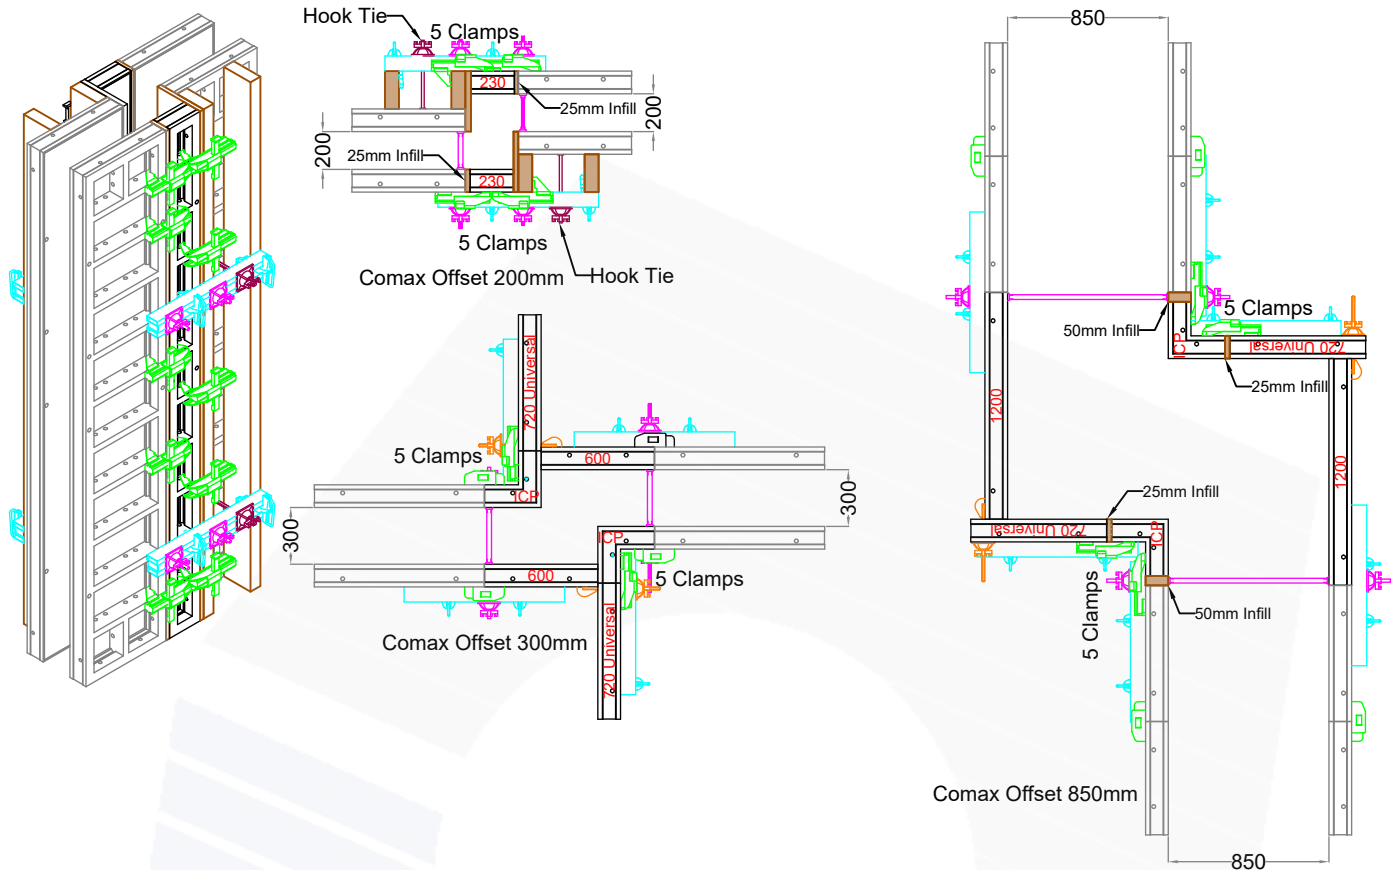 Hook Tie
5 Clamps
230
25mm Infill
200
200
25mm Infill
230
5 Clamps
Hook Tie
Comax Offset 200mm
720 Universal
5 Clamps
600
ICP
300
300
ICP
600
5 Clamps
720 Universal
Comax Offset 300mm
850
50mm Infill
5 Clamps
ICP
720 Universal
25mm Infill
1200
1200
25mm Infill
720 Universal
ICP
5 Clamps
50mm Infill
Comax Offset 850mm
850